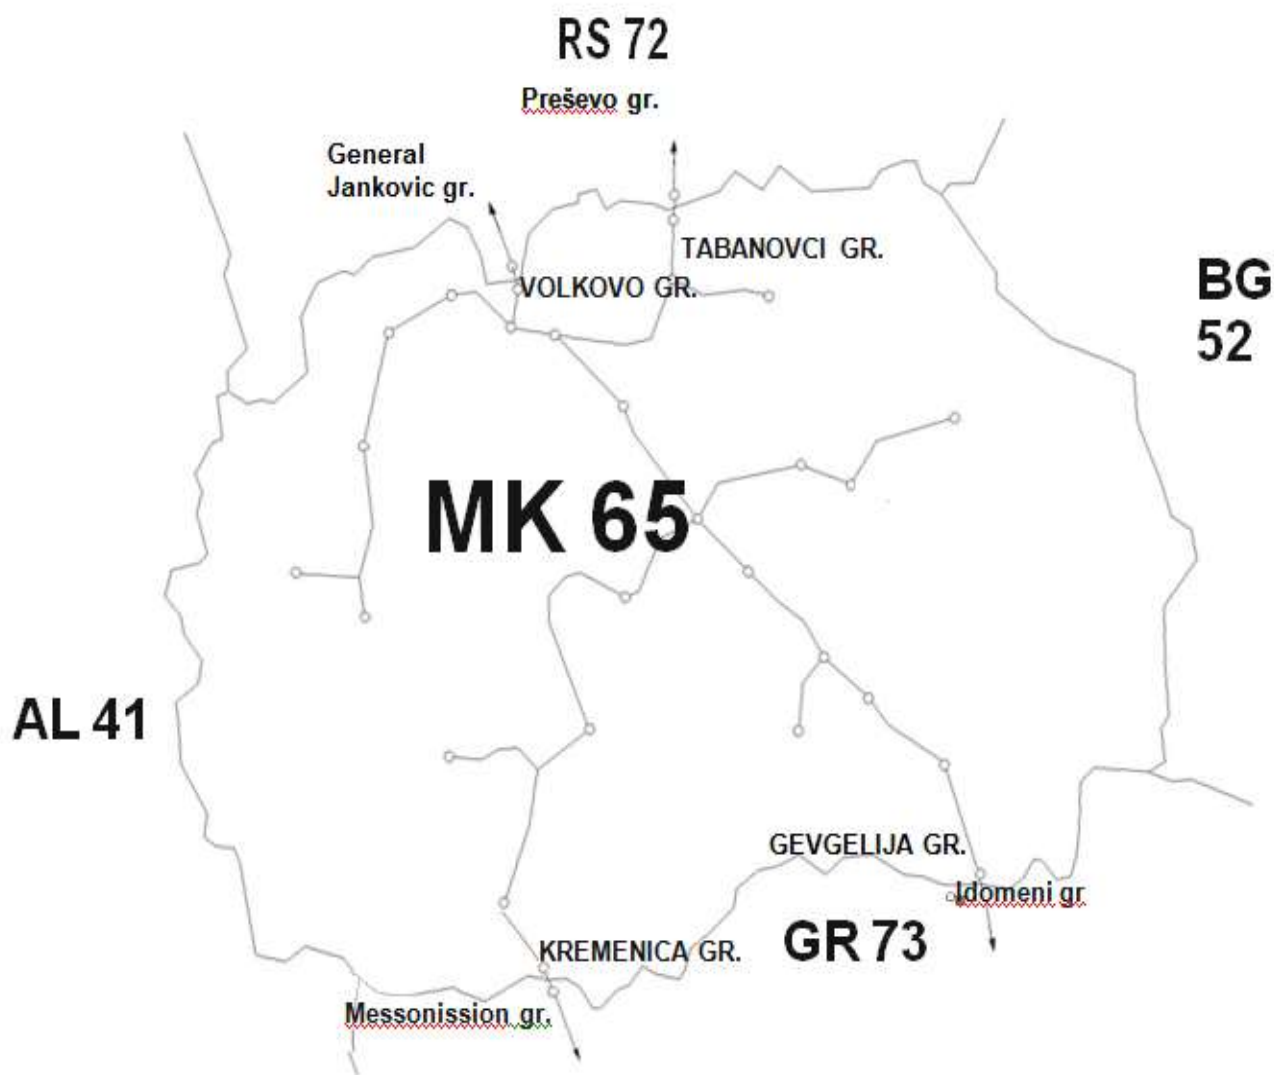 RS 72
Preševo gr.
General
Jankovic gr.
TABANOVCI GR.
VOLKOVO GR.
BG
52
MK 65
AL 41
GEVGELIJA GR.
Idomeni gr
GR 73
KREMENICA GR.
Messonission gr.